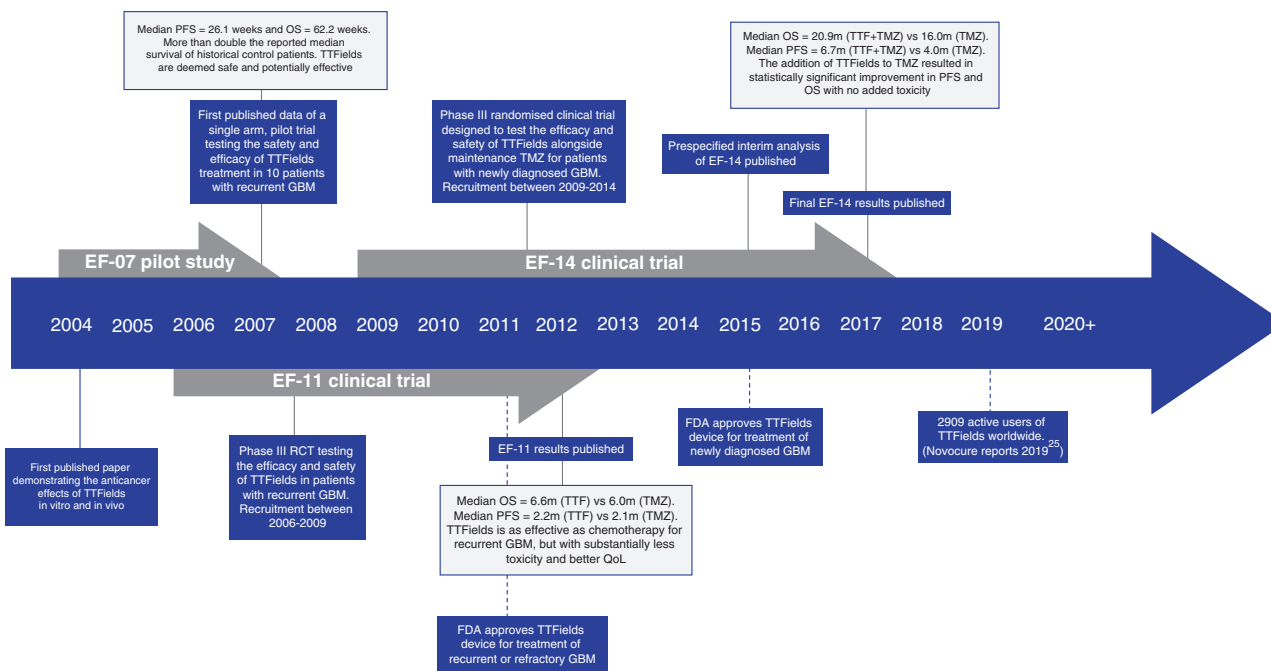 Median PFS = 26.1 weeks and OS = 62.2 weeks.
More than double the reported median
survival of historical control patients. TTFields
are deemed safe and potentially effective
Median OS = 20.9m (TTF+TMZ) vs 16.0m (TMZ).
Median PFS = 6.7m (TTF+TMZ) vs 4.0m (TMZ).
The addition of TTFields to TMZ resulted in
statistically significant improvement in PFS and
OS with no added toxicity
First published data of a
single arm, pilot trial
testing the safety and
efficacy of TTFields
treatment in 10 patients
with recurrent GBM
Phase III randomised clinical trial
designed to test the efficacy and
safety of TTFields alongside
maintenance TMZ for patients
with newly diagnosed GBM.
Recruitment between 2009-2014
Prespecified interim analysis
of EF-14 published
Final EF-14 results published
EF-07 pilot study
EF-14 clinical trial
2004 2005 2006 2007 2008 2009 2010 2011 2012 2013 2014 2015 2016 2017 2018 2019 2020+
EF-11 clinical trial
First published paper
demonstrating the anticancer
effects of TTFields
in vitro and in vivo
Phase III RCT testing
the efficacy and safety
of TTFields in patients
with recurrent GBM.
Recruitment between
2006-2009
EF-11 results published
Median OS = 6.6m (TTF) vs 6.0m (TMZ).
Median PFS = 2.2m (TTF) vs 2.1m (TMZ).
TTFields is as effective as chemotherapy for
recurrent GBM, but with substantially less
toxicity and better QoL
FDA approves TTFields
device for treatment of
recurrent or refractory GBM
FDA approves TTFields
device for treatment of
newly diagnosed GBM
2909 active users of
TTFields worldwide.
(Novocure reports 2019²⁵)